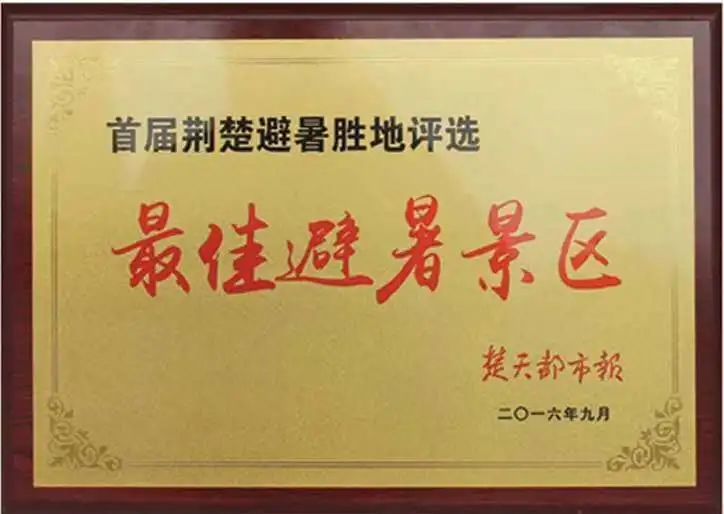 首届荆楚避暑胜地评选
最佳避暑景区
楚天都市报
二〇一六年九月